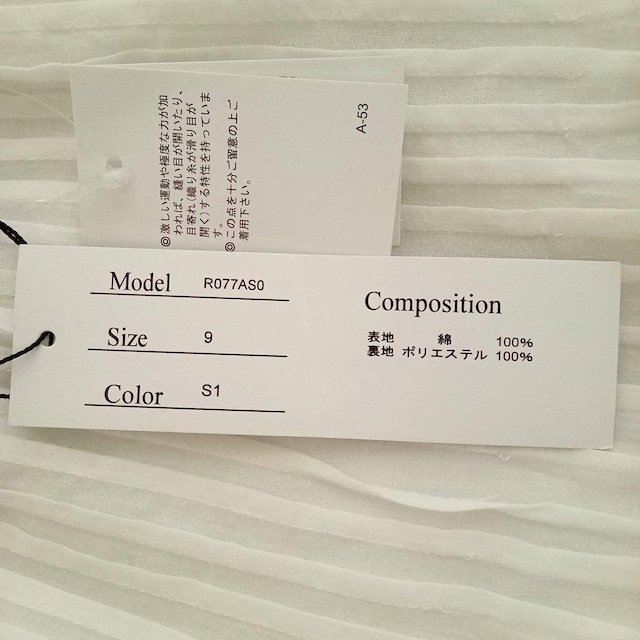 ◎激しい運動や極度な力が加
われば、縫い目が開いたり、
目寄れ(織り糸が滑り目が
開く)する特性を持っていま
す。
◎この点を十分ご留意の上ご
着用下さい。
A-53
Model R077AS0
Size 9
Color S1
Composition
表地 綿 100%
裏地 ポリエステル 100%